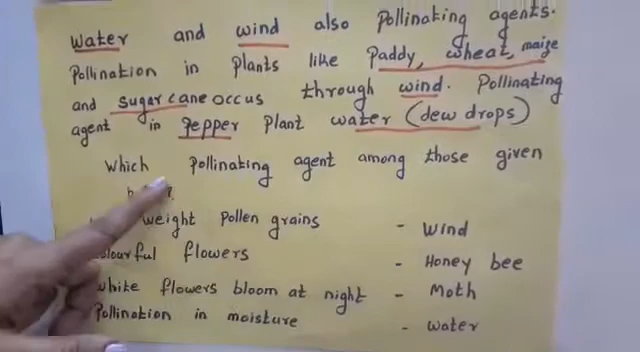 Water and wind also pollinating agents.
Pollination in plants like Paddy, wheat, maize
and sugar cane occus through wind. Pollinating
agent in Pepper plant water (dew drops)
Which pollinating agent among those given
weight pollen grains - Wind
flowers - Honey bee
white flowers bloom at night - Moth
Pollination in moisture - water